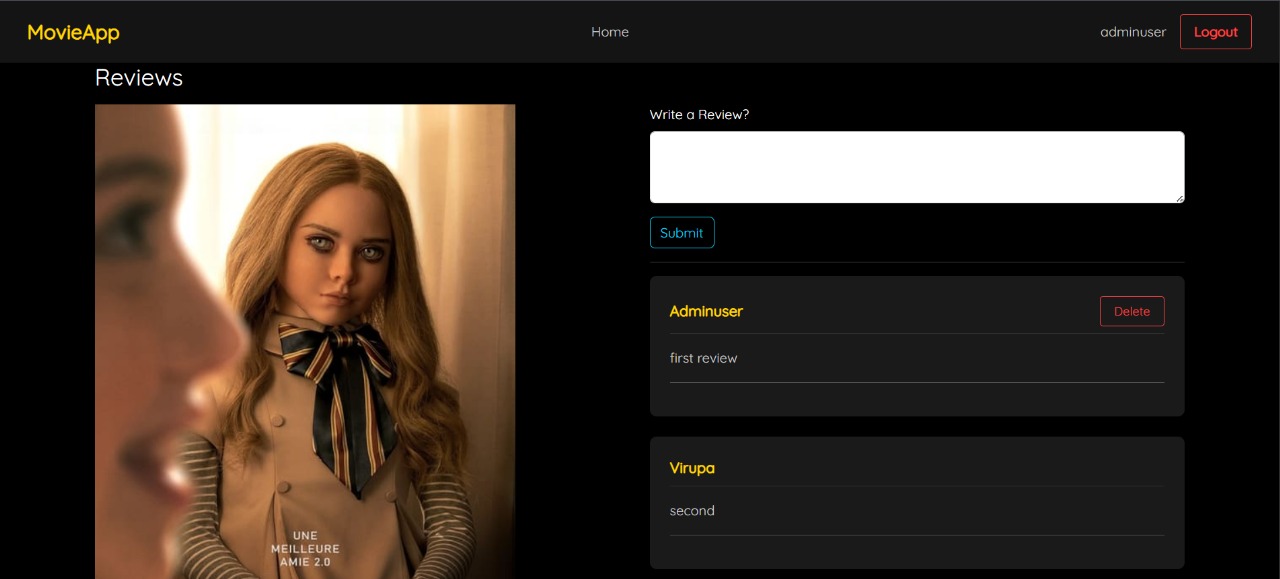 MovieApp
Home
adminuser
Logout
Reviews
Write a Review?
Submit
Adminuser
Delete
first review
Virupa
second
UNE
MEILLEURE
AMIE 2.0